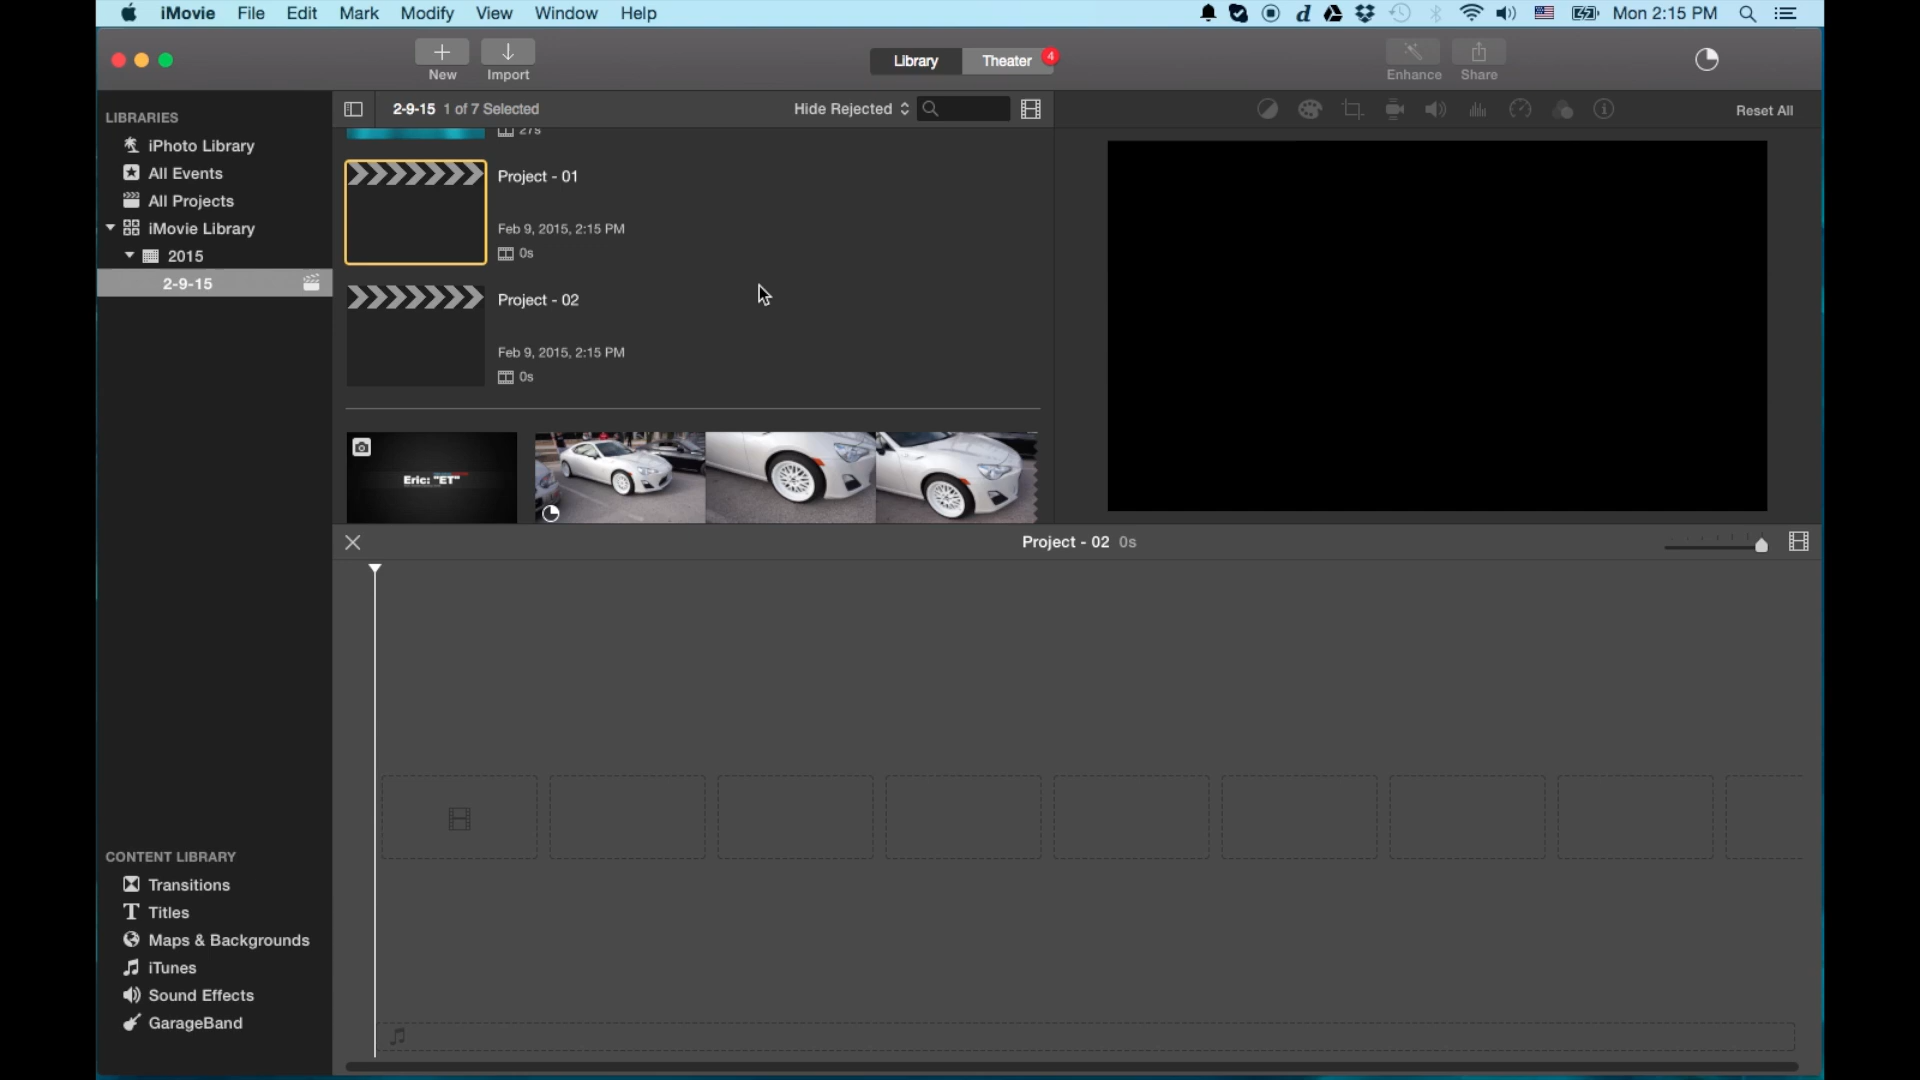 iMovie File Edit Mark Modify View Window Help
d Mon 2:15 PM
New Import
Library Theater 4
Enhance Share
LIBRARIES
iPhoto Library
All Events
All Projects
iMovie Library
2015
2-9-15
2-9-15 1 of 7 Selected
Hide Rejected
Reset All
27s
Project - 01
Feb 9, 2015, 2:15 PM
0s
Project - 02
Feb 9, 2015, 2:15 PM
0s
Eric: "ET"
Project - 02 0s
CONTENT LIBRARY
Transitions
T Titles
Maps & Backgrounds
iTunes
Sound Effects
GarageBand